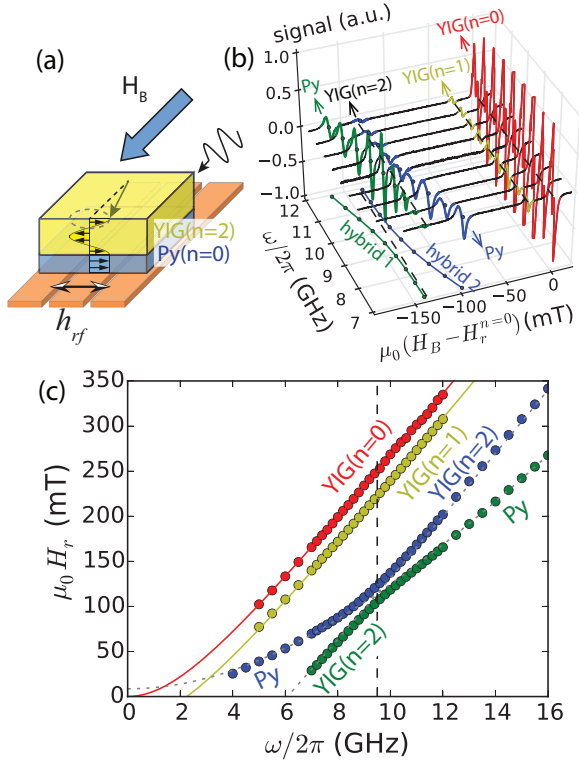 (a)
H_B
YIG(n=2)
Py(n=0)
h_rf
(b)
signal (a.u.)
1.0
0.5
0.0
−0.5
−1.0
Py
YIG(n=2)
YIG(n=1)
YIG(n=0)
hybrid 1
hybrid 2
Py
12
11
10
9
8
7
ω/2π
(GHz)
−150
−100
−50
0
μ₀(H_B−H_r^{n=0})(mT)
(c)
350
300
250
200
150
100
50
0
μ₀H_r (mT)
YIG(n=0)
YIG(n=1)
YIG(n=2)
Py
Py
YIG(n=2)
0 2 4 6 8 10 12 14 16
ω/2π (GHz)